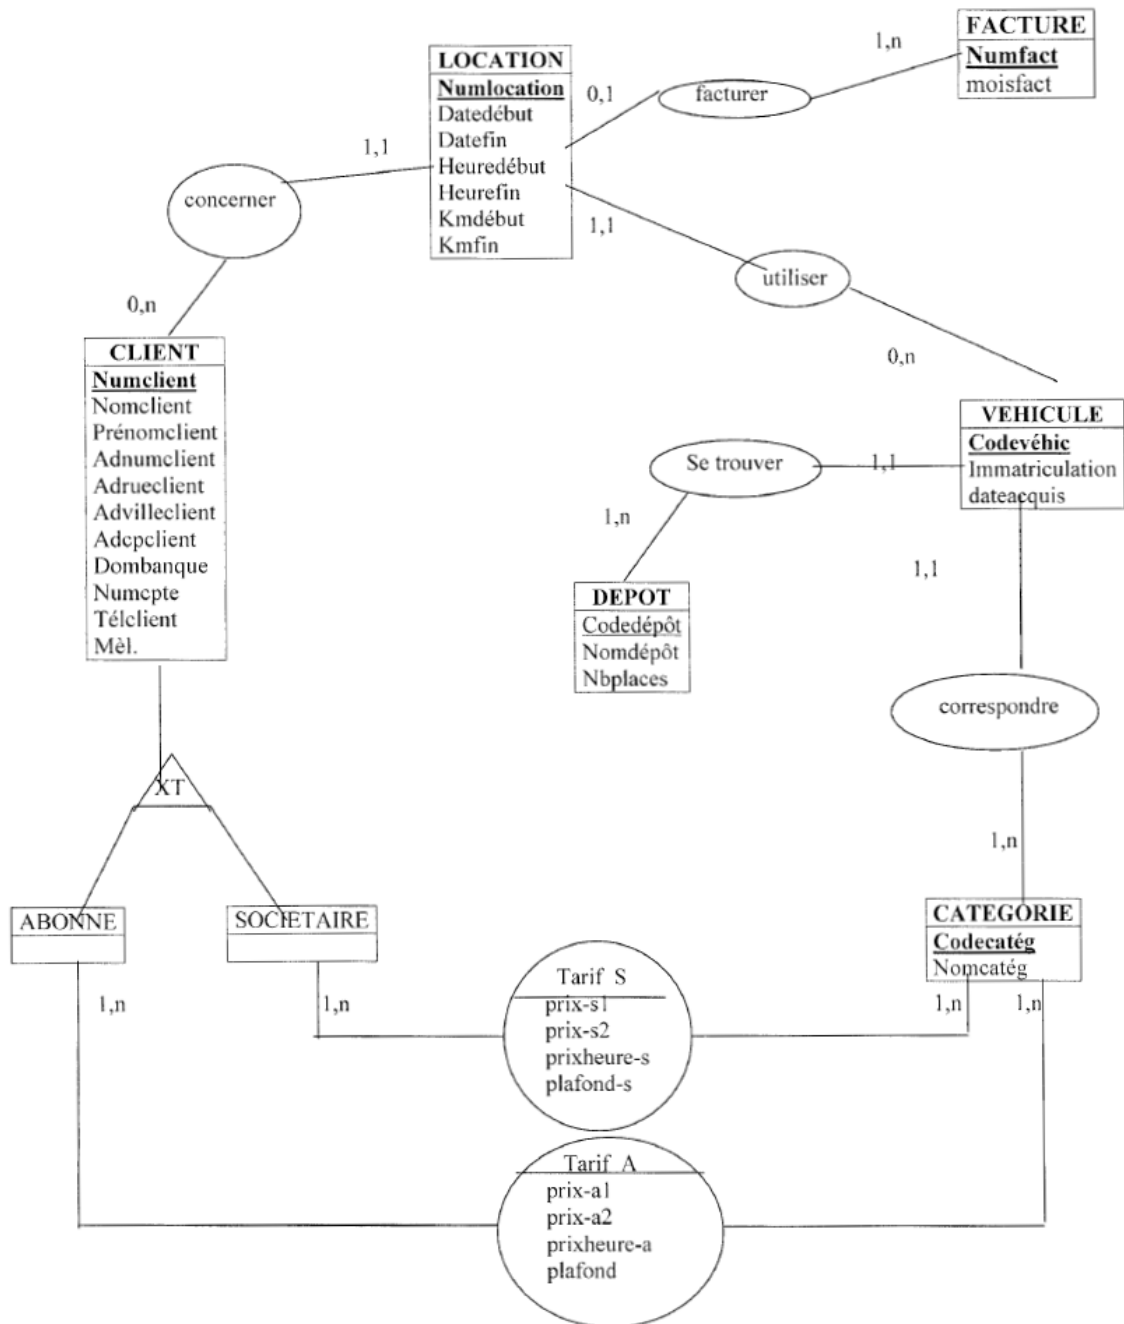 FACTURE
Numfact
moisfact
1,n
LOCATION
Numlocation
Datedébut
Datefin
Heuredébut
Heurefin
Kmdébut
Kmfin
0,1
facturer
1,1
concerner
1,1
utiliser
0,n
0,n
CLIENT
Numclient
Nomclient
Prénomclient
Adnumclient
Adrueclient
Advilleclient
Adcpclient
Dombanque
Numcpte
Télclient
Mèl.
VEHICULE
Codevéhic
Immatriculation
dateacquis
Se trouver
1,1
1,n
DEPOT
Codedépôt
Nomdépôt
Nbplaces
1,1
correspondre
1,n
XT
ABONNE
SOCIETAIRE
CATEGORIE
Codecatég
Nomcatég
1,n
1,n
1,n
1,n
Tarif S
prix-s1
prix-s2
prixheure-s
plafond-s
Tarif A
prix-a1
prix-a2
prixheure-a
plafond